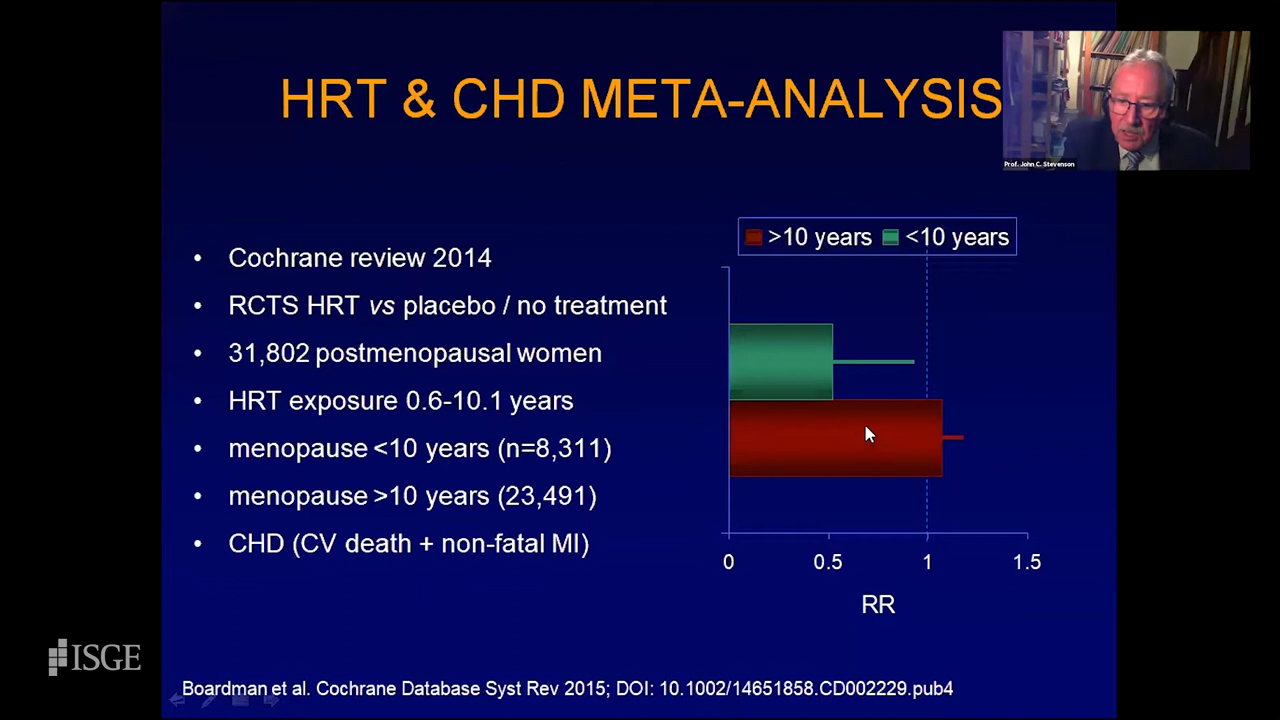 HRT & CHD META-ANALYSIS
Prof. John C. Stevenson
• Cochrane review 2014
• RCTS HRT vs placebo / no treatment
• 31,802 postmenopausal women
• HRT exposure 0.6-10.1 years
• menopause <10 years (n=8,311)
• menopause >10 years (23,491)
• CHD (CV death + non-fatal MI)
>10 years <10 years
0 0.5 1 1.5
RR
ISGE
Boardman et al. Cochrane Database Syst Rev 2015; DOI: 10.1002/14651858.CD002229.pub4